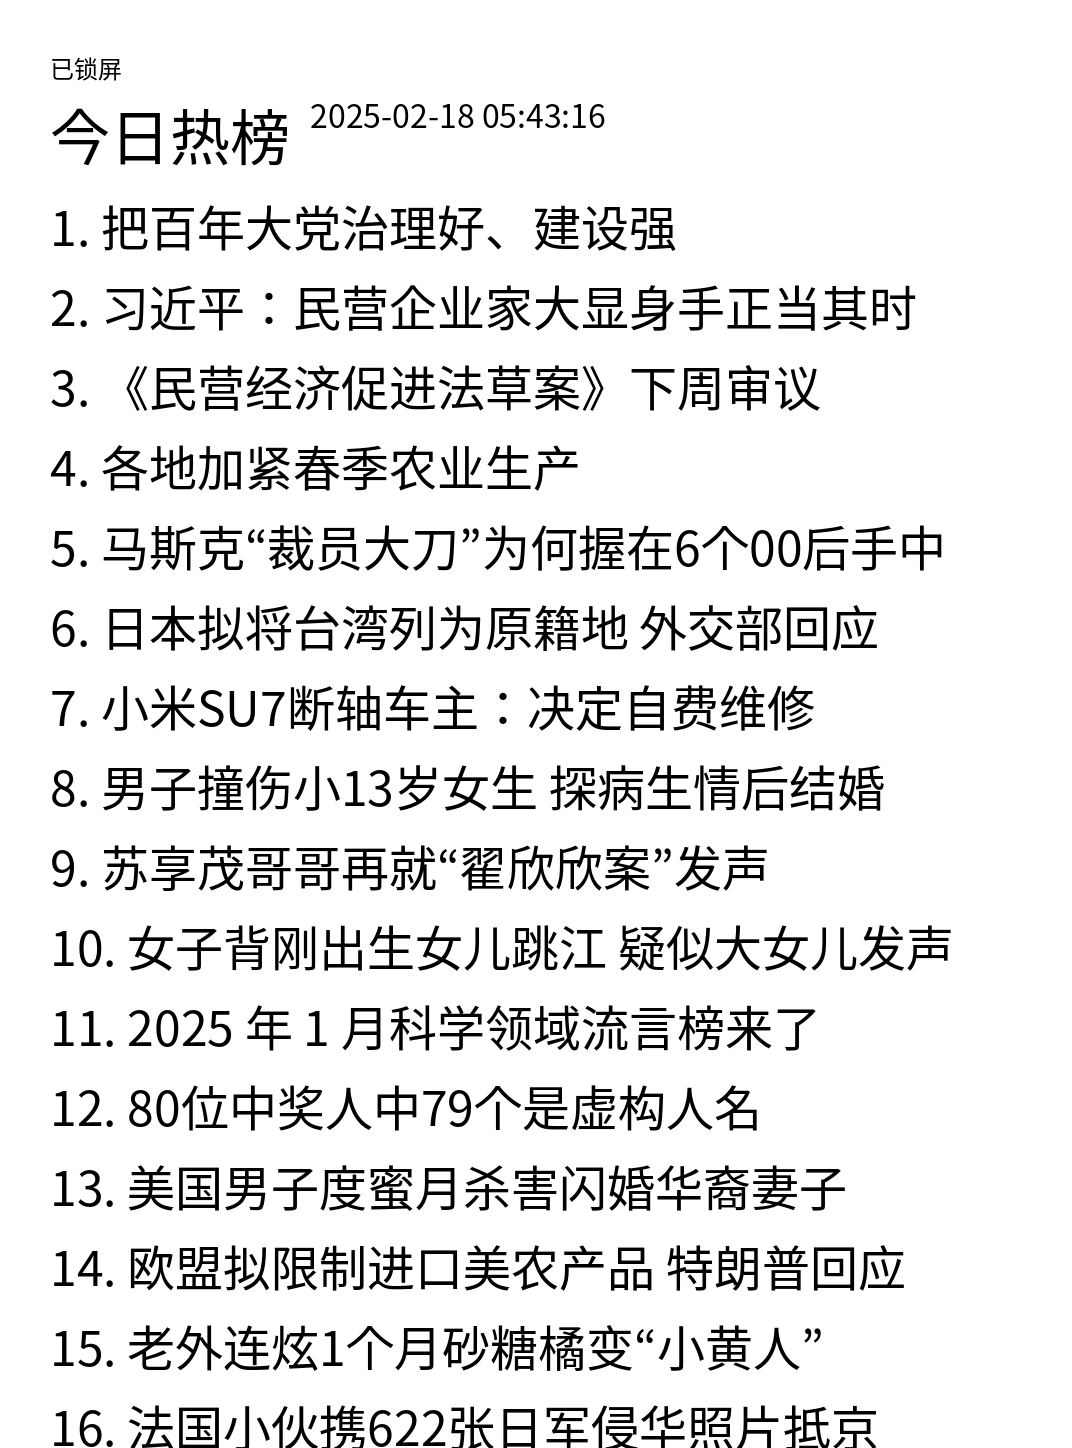 已锁屏
今日热榜 2025-02-18 05:43:16
1. 把百年大党治理好、建设强
2. 习近平：民营企业家大显身手正当其时
3. 《民营经济促进法草案》下周审议
4. 各地加紧春季农业生产
5. 马斯克“裁员大刀”为何握在6个00后手中
6. 日本拟将台湾列为原籍地 外交部回应
7. 小米SU7断轴车主：决定自费维修
8. 男子撞伤小13岁女生 探病生情后结婚
9. 苏享茂哥哥再就“翟欣欣案”发声
10. 女子背刚出生女儿跳江 疑似大女儿发声
11. 2025 年 1 月科学领域流言榜来了
12. 80位中奖人中79个是虚构人名
13. 美国男子度蜜月杀害闪婚华裔妻子
14. 欧盟拟限制进口美农产品 特朗普回应
15. 老外连炫1个月砂糖橘变“小黄人”
16. 法国小伙携622张日军侵华照片抵京